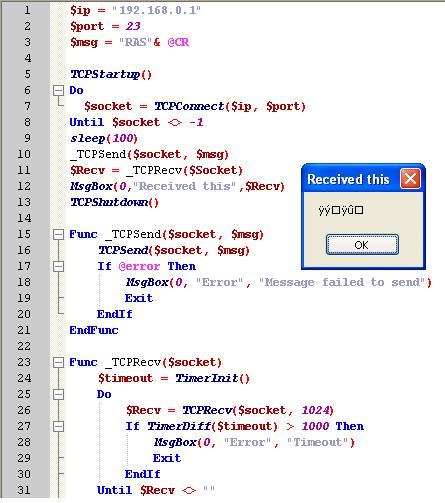 1 $ip = "192.168.0.1"
2 $port = 23
3 $msg = "RAS"& @CR
4
5 TCPStartup()
6 Do
7 $socket = TCPConnect($ip, $port)
8 Until $socket <> -1
9 sleep(100)
10 _TCPSend($socket, $msg)
11 $Recv = _TCPRecv($Socket)
12 MsgBox(0,"Received this",$Recv)
13 TCPShutdown()
14
15 Func _TCPSend($socket, $msg)
16 TCPSend($socket, $msg)
17 If @error Then
18 MsgBox(0, "Error", "Message failed to send")
19 Exit
20 EndIf
21 EndFunc
22
23 Func _TCPRecv($socket)
24 $timeout = TimerInit()
25 Do
26 $Recv = TCPRecv($socket, 1024)
27 If TimerDiff($timeout) > 1000 Then
28 MsgBox(0, "Error", "Timeout")
29 Exit
30 EndIf
31 Until $Recv <> ""
Received this
ÿý□ÿû□
OK